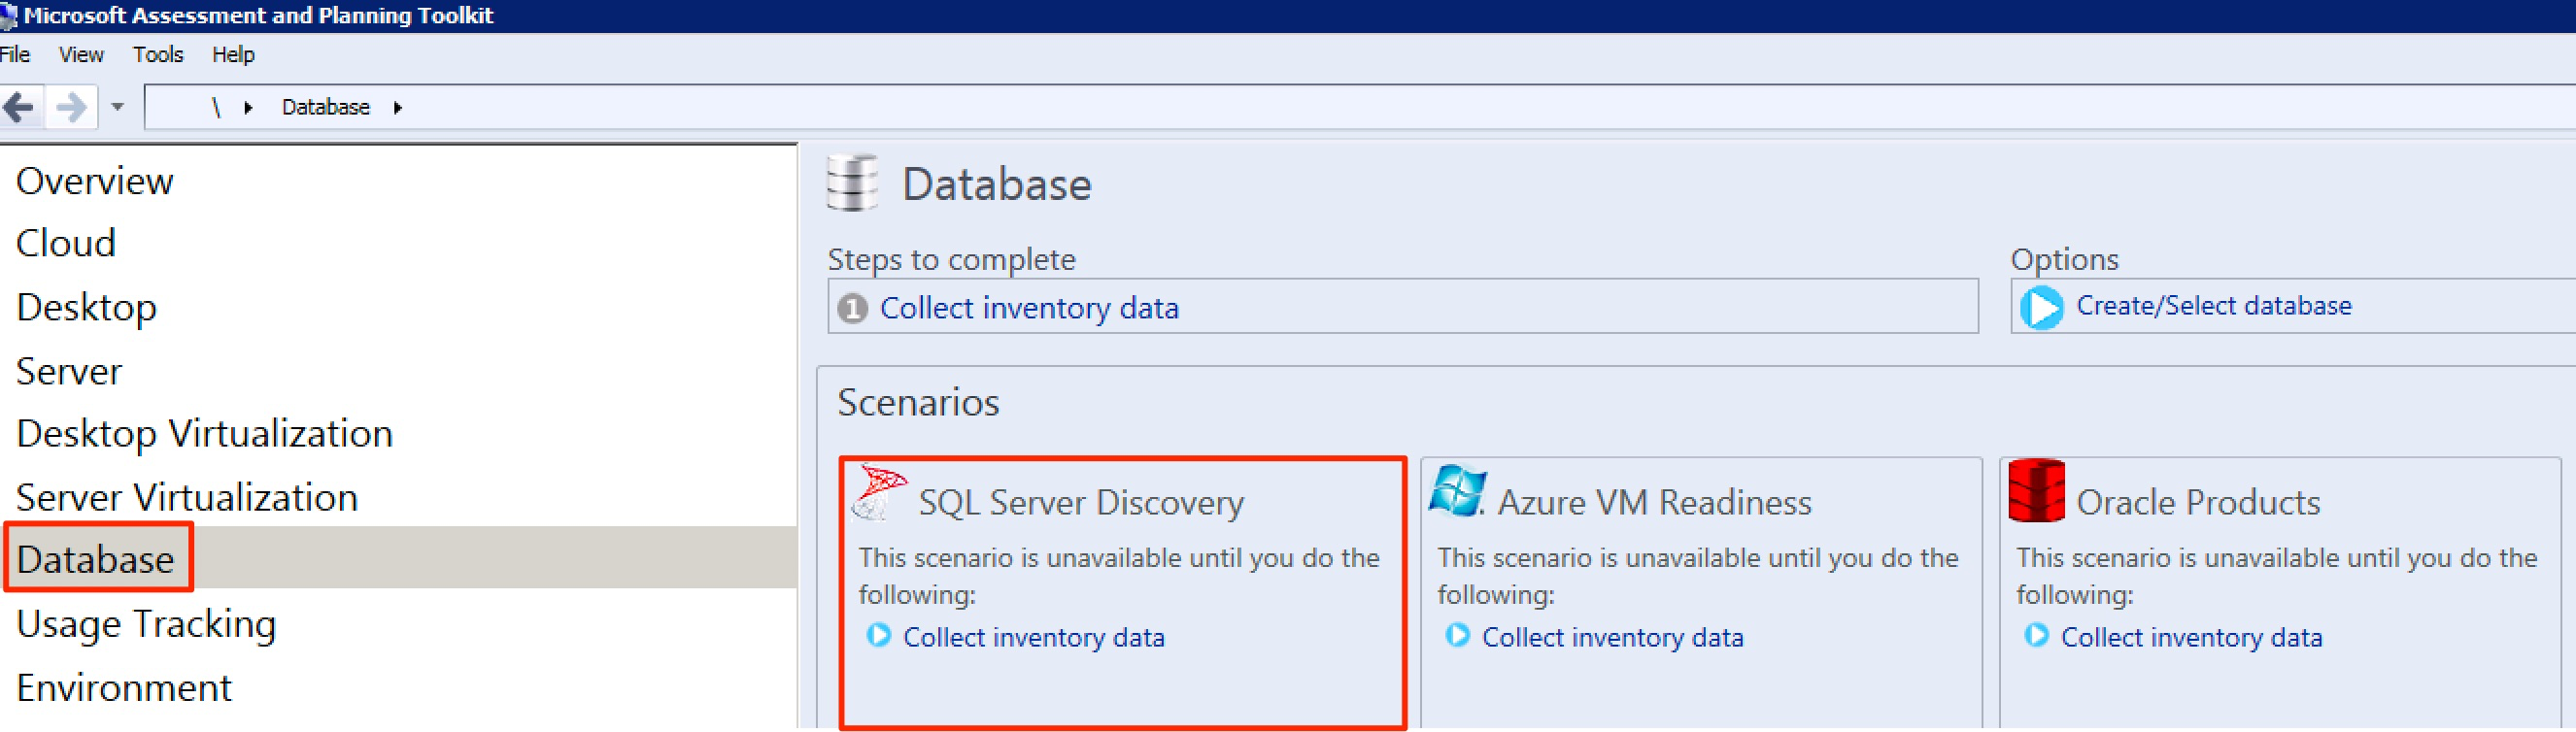 Microsoft Assessment and Planning Toolkit
File View Tools Help
\ Database
Overview
Cloud
Desktop
Server
Desktop Virtualization
Server Virtualization
Database
Usage Tracking
Environment
Database
Steps to complete
1 Collect inventory data
Options
Create/Select database
Scenarios
SQL Server Discovery
This scenario is unavailable until you do the
following:
Collect inventory data
Azure VM Readiness
This scenario is unavailable until you do the
following:
Collect inventory data
Oracle Products
This scenario is unavailable until you do the
following:
Collect inventory data